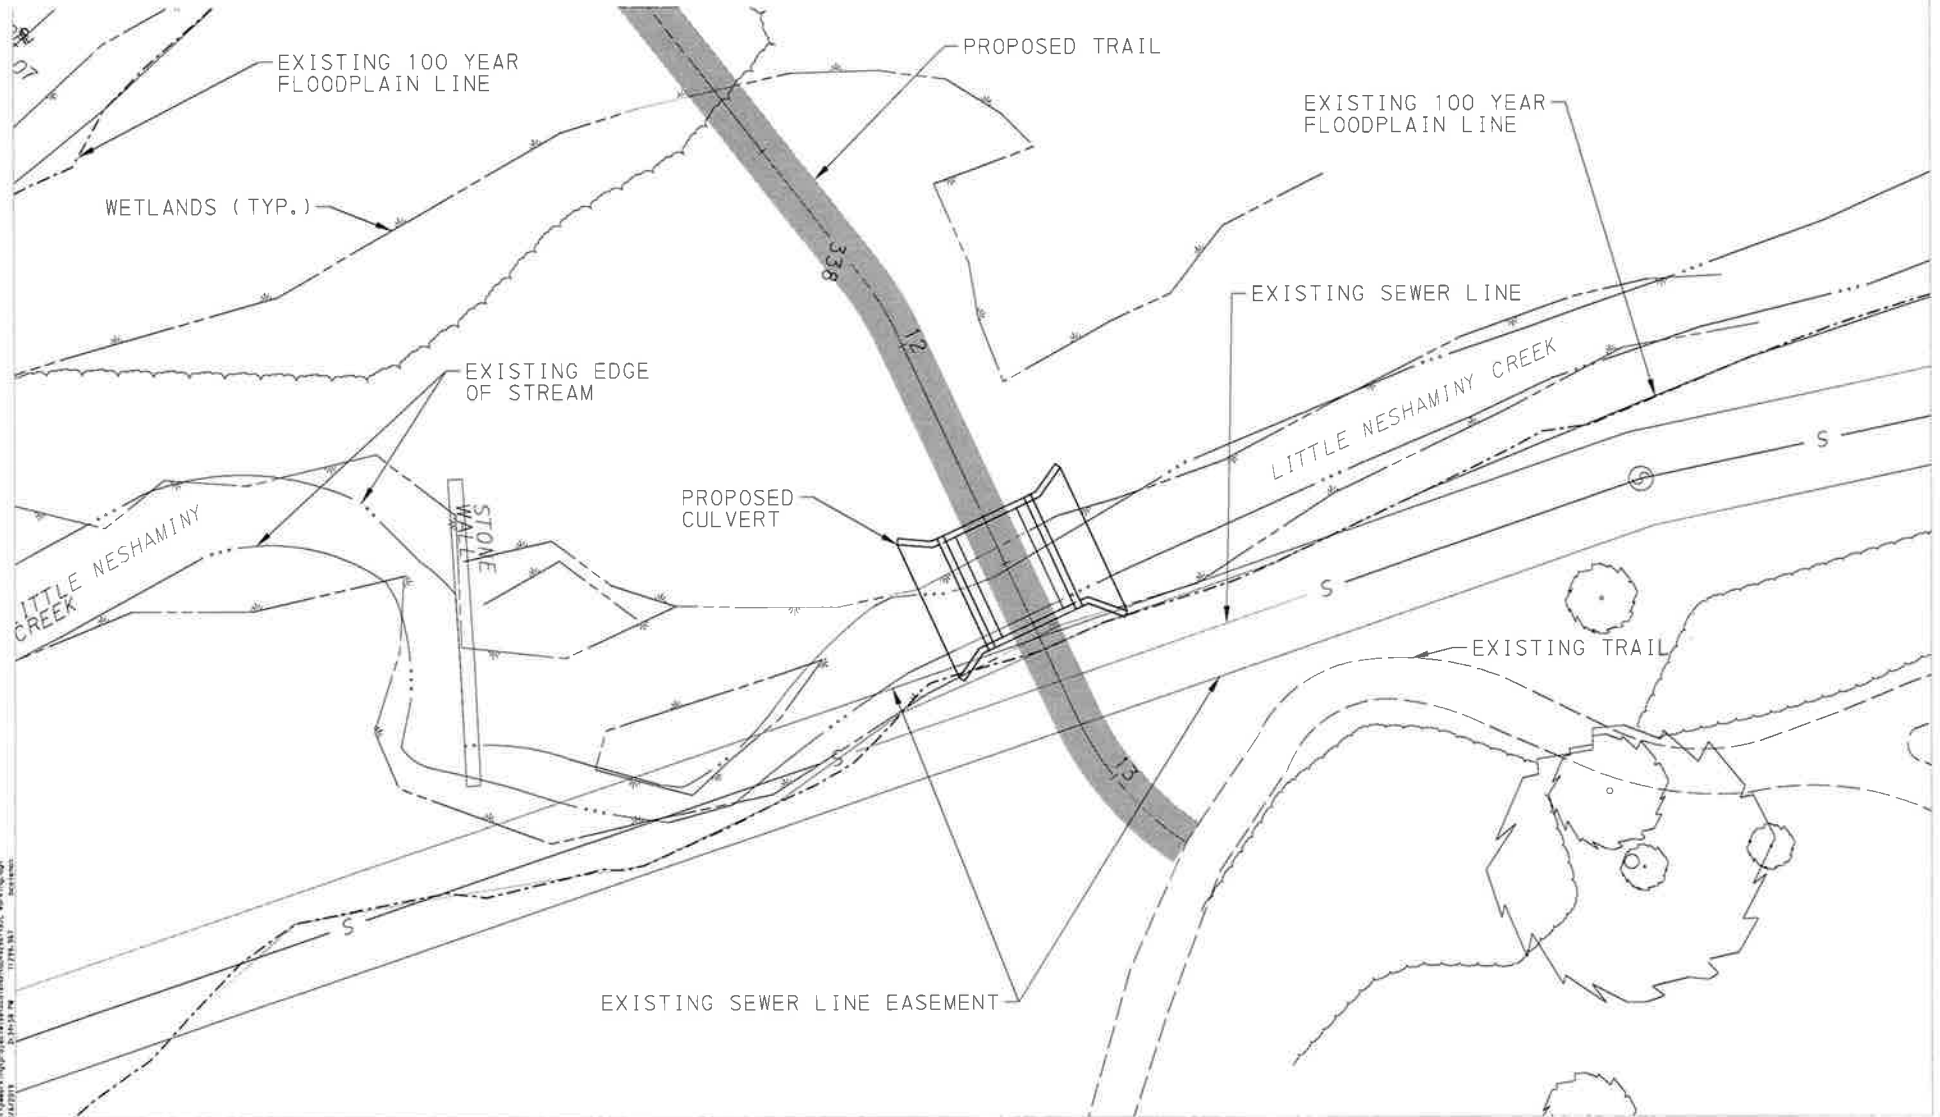 07
EXISTING 100 YEAR
FLOODPLAIN LINE
PROPOSED TRAIL
EXISTING 100 YEAR
FLOODPLAIN LINE
WETLANDS (TYP.)
338
EXISTING SEWER LINE
12
EXISTING EDGE
OF STREAM
LITTLE NESHAMINY CREEK
S
S
PROPOSED
CULVERT
STONE
WALL
ITTLE NESHAMINY
CREEK
S
EXISTING TRAIL
S
13
S
EXISTING SEWER LINE EASEMENT